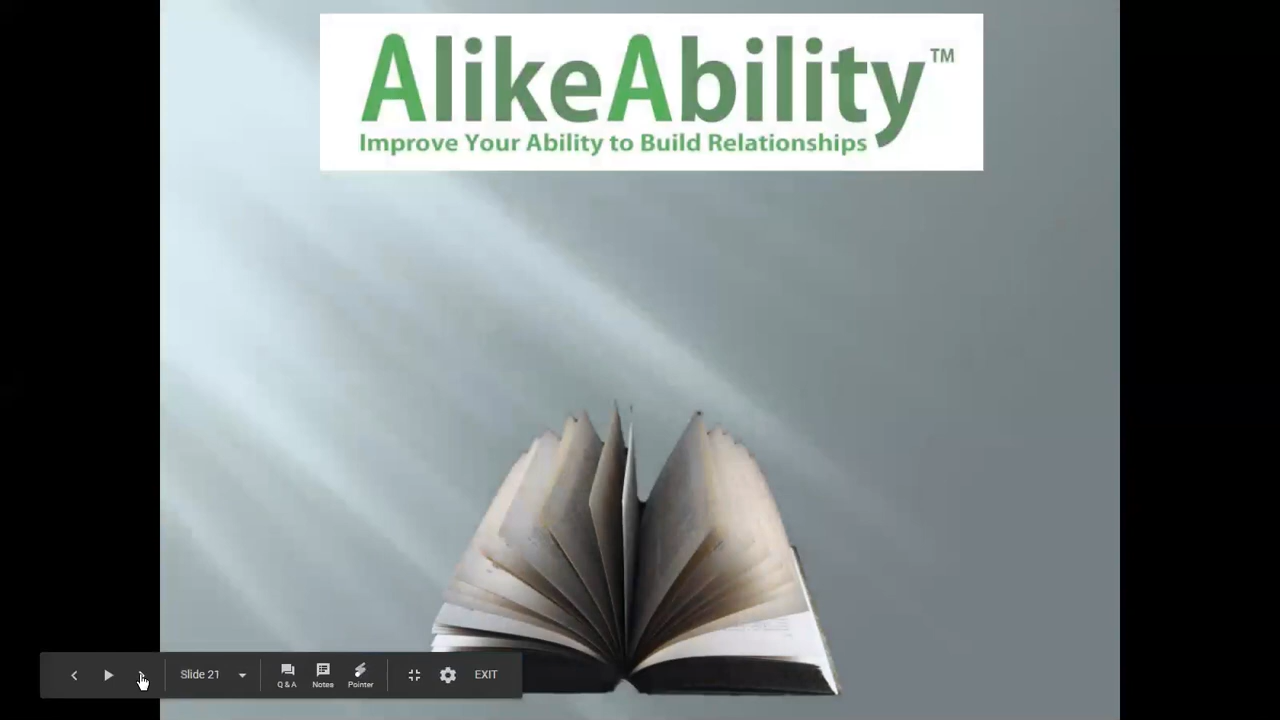 AlikeAbility™
Improve Your Ability to Build Relationships
Slide 21
Q & A
Notes
Pointer
EXIT